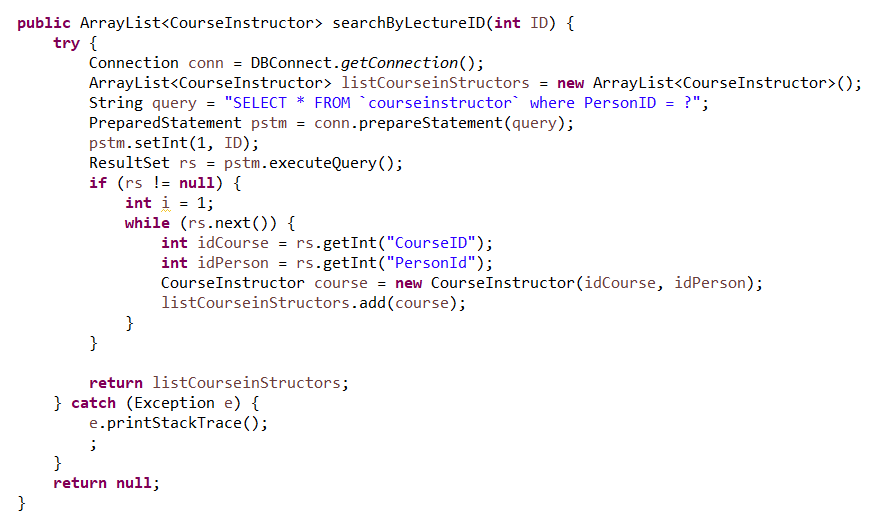 public ArrayList<CourseInstructor> searchByLectureID(int ID) {
    try {
        Connection conn = DBConnect.getConnection();
        ArrayList<CourseInstructor> listCourseinStructors = new ArrayList<CourseInstructor>();
        String query = "SELECT * FROM `courseinstructor` where PersonID = ?";
        PreparedStatement pstm = conn.prepareStatement(query);
        pstm.setInt(1, ID);
        ResultSet rs = pstm.executeQuery();
        if (rs != null) {
            int i = 1;
            while (rs.next()) {
                int idCourse = rs.getInt("CourseID");
                int idPerson = rs.getInt("PersonId");
                CourseInstructor course = new CourseInstructor(idCourse, idPerson);
                listCourseinStructors.add(course);
            }
        }

        return listCourseinStructors;
    } catch (Exception e) {
        e.printStackTrace();
        ;
    }
    return null;
}